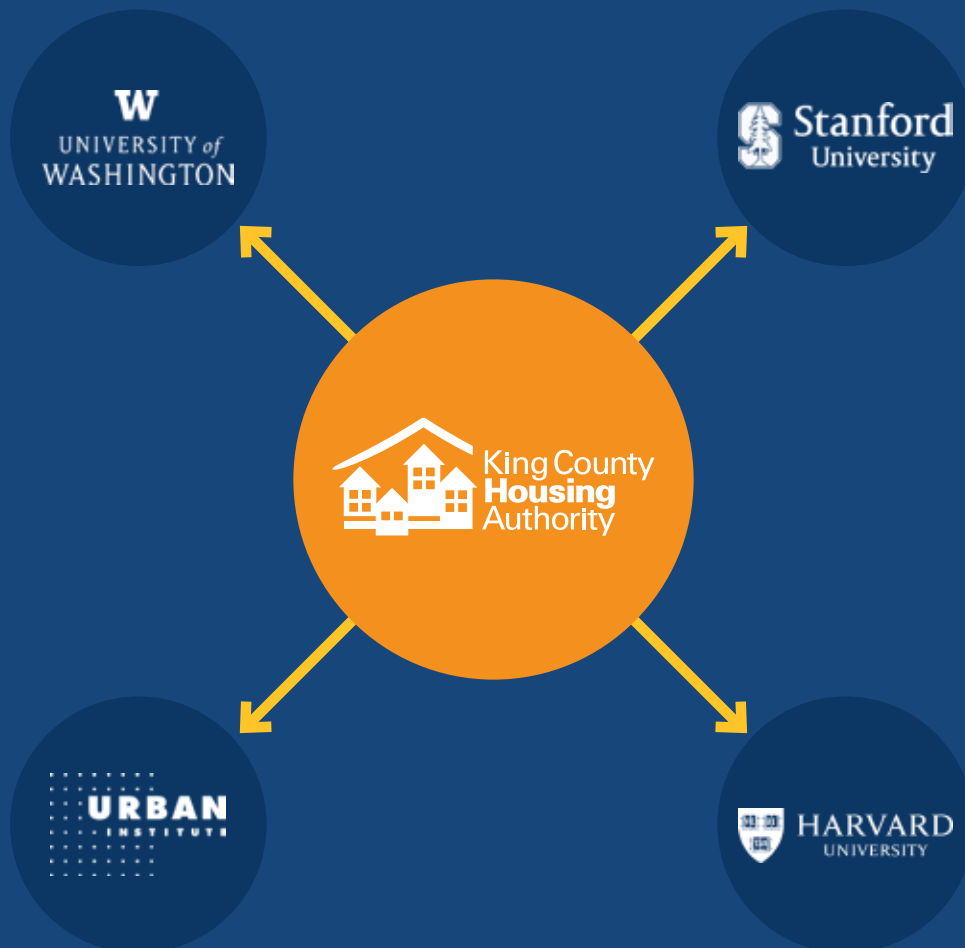 W
UNIVERSITY of
WASHINGTON
Stanford
University
King County
Housing
Authority
URBAN
INSTITUTE
HARVARD
UNIVERSITY